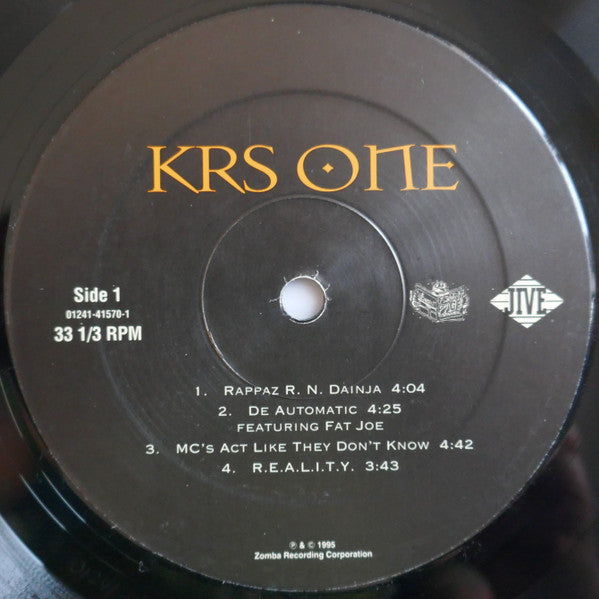 KRS ONE
Side 1
01241-41570-1
33 1/3 RPM
JIVE
1. RAPPAZ R. N. DAINJA 4:04
2. DE AUTOMATIC 4:25
FEATURING FAT JOE
3. MC'S ACT LIKE THEY DON'T KNOW 4:42
4. R.E.A.L.I.T.Y. 3:43
℗ & © 1995
Zomba Recording Corporation